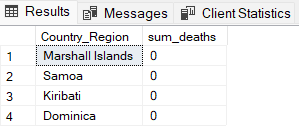 Results Messages Client Statistics
Country_Region sum_deaths
1 Marshall Islands 0
2 Samoa 0
3 Kiribati 0
4 Dominica 0